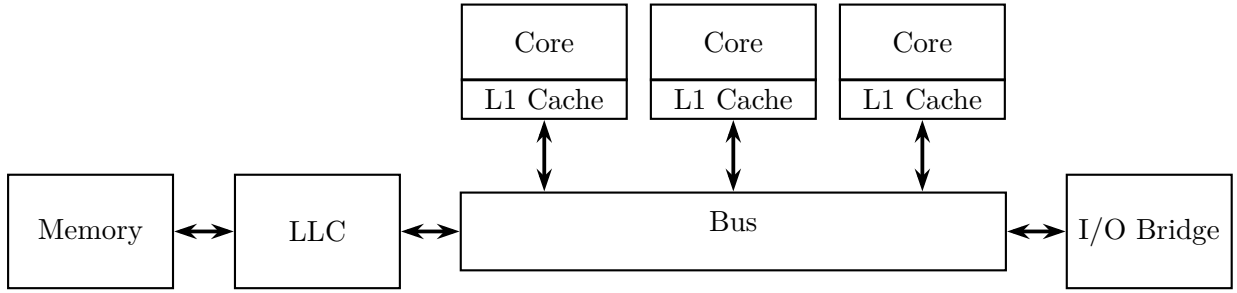 Core
Core
Core
L1 Cache
L1 Cache
L1 Cache
Memory
LLC
Bus
I/O Bridge